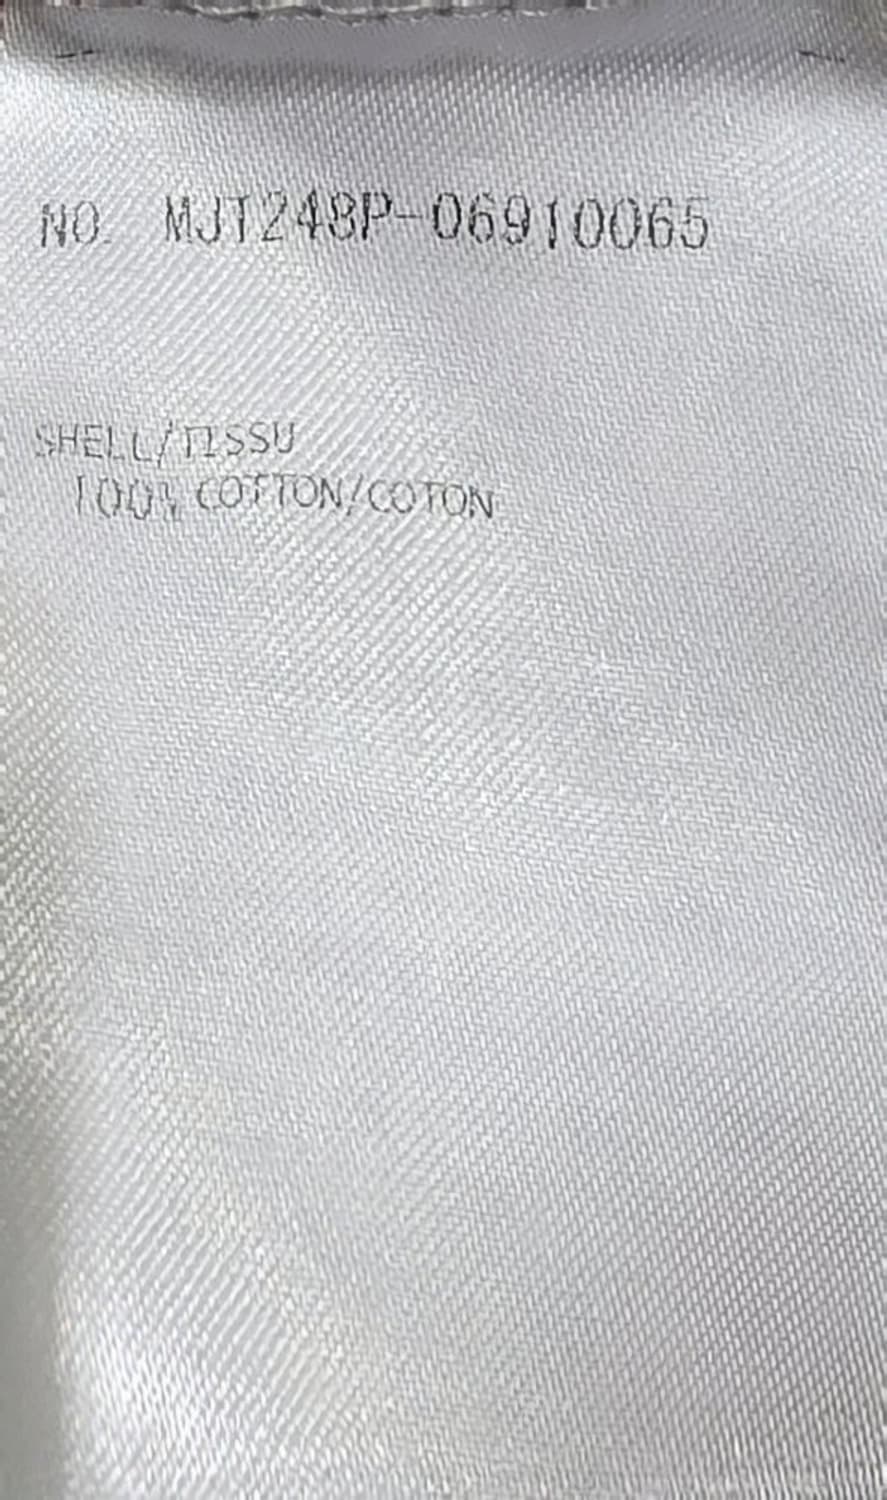 NO. MJT248P-06910065
SHELL/TISSU
100% COTTON/COTON